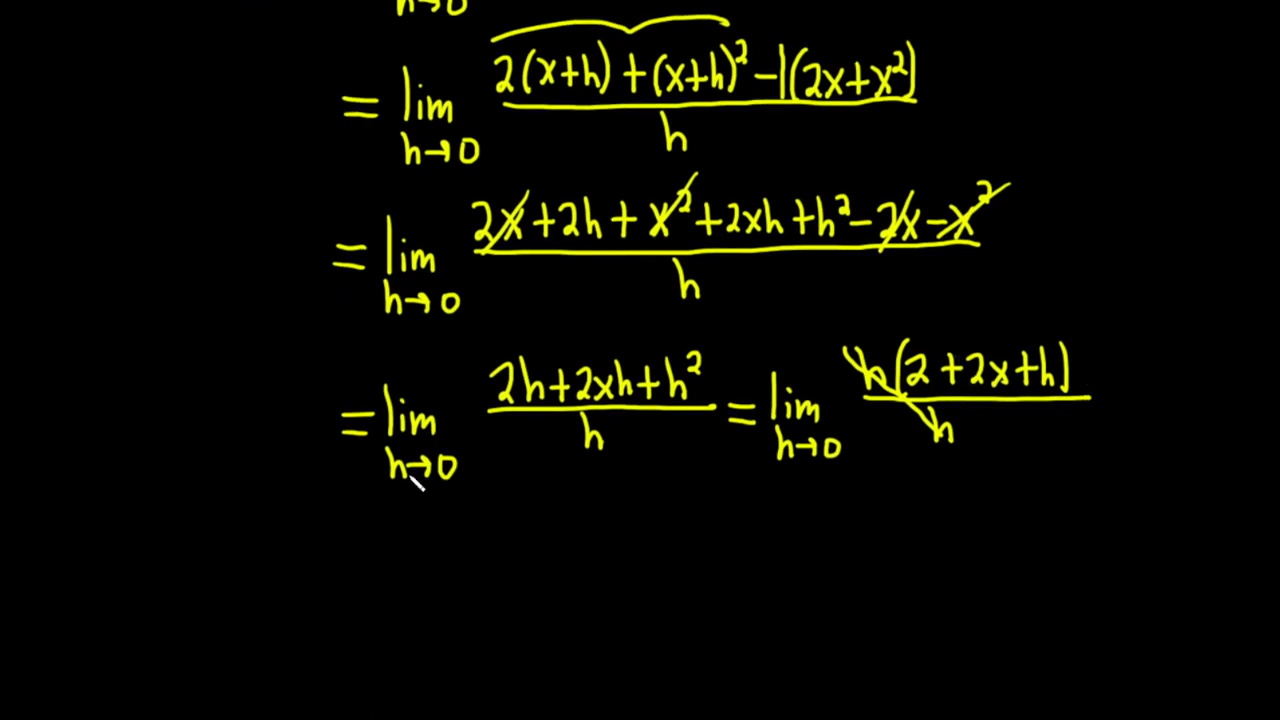 h→0
= lim h→0 2(x+h) + (x+h)² - 1(2x+x²) / h
= lim h→0 2x + 2h + x² + 2xh + h² - 2x - x² / h
= lim h→0 2h + 2xh + h² / h = lim h→0 h(2 + 2x + h) / h